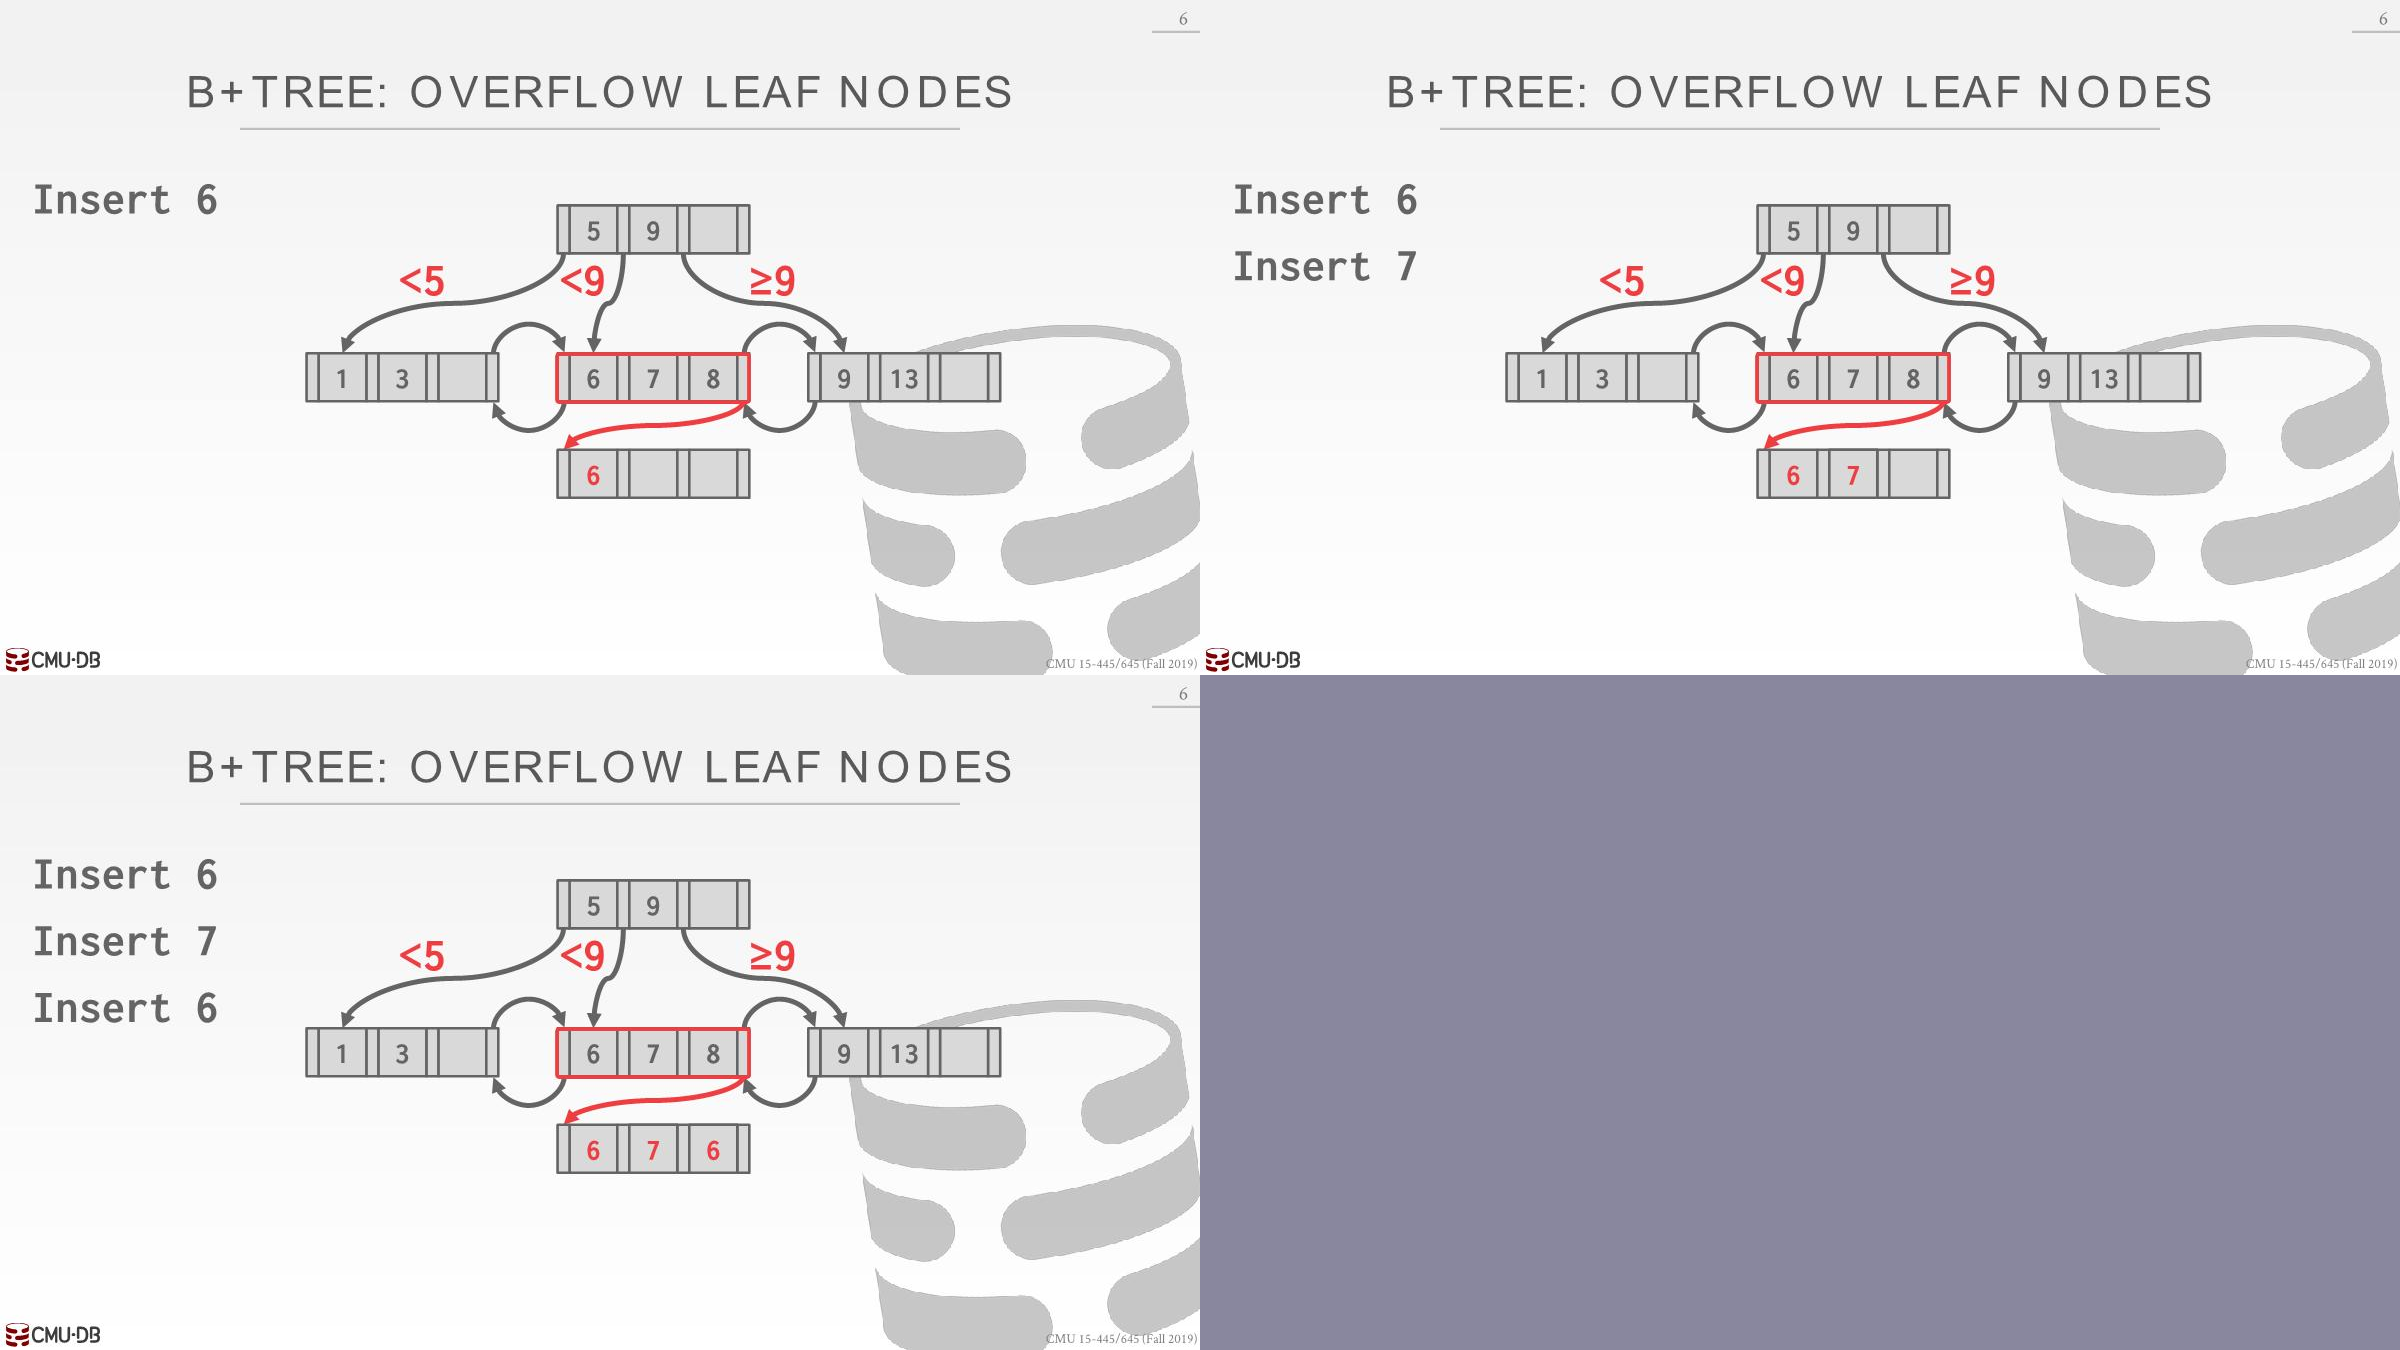 6
B+TREE: OVERFLOW LEAF NODES
Insert 6
5 9
<5 <9 ≥9
1 3 6 7 8 9 13
6
CMU·DB
CMU 15-445/645 (Fall 2019)
6
B+TREE: OVERFLOW LEAF NODES
Insert 6
Insert 7
5 9
<5 <9 ≥9
1 3 6 7 8 9 13
6 7
CMU·DB
CMU 15-445/645 (Fall 2019)
6
B+TREE: OVERFLOW LEAF NODES
Insert 6
Insert 7
Insert 6
5 9
<5 <9 ≥9
1 3 6 7 8 9 13
6 7 6
CMU·DB
CMU 15-445/645 (Fall 2019)